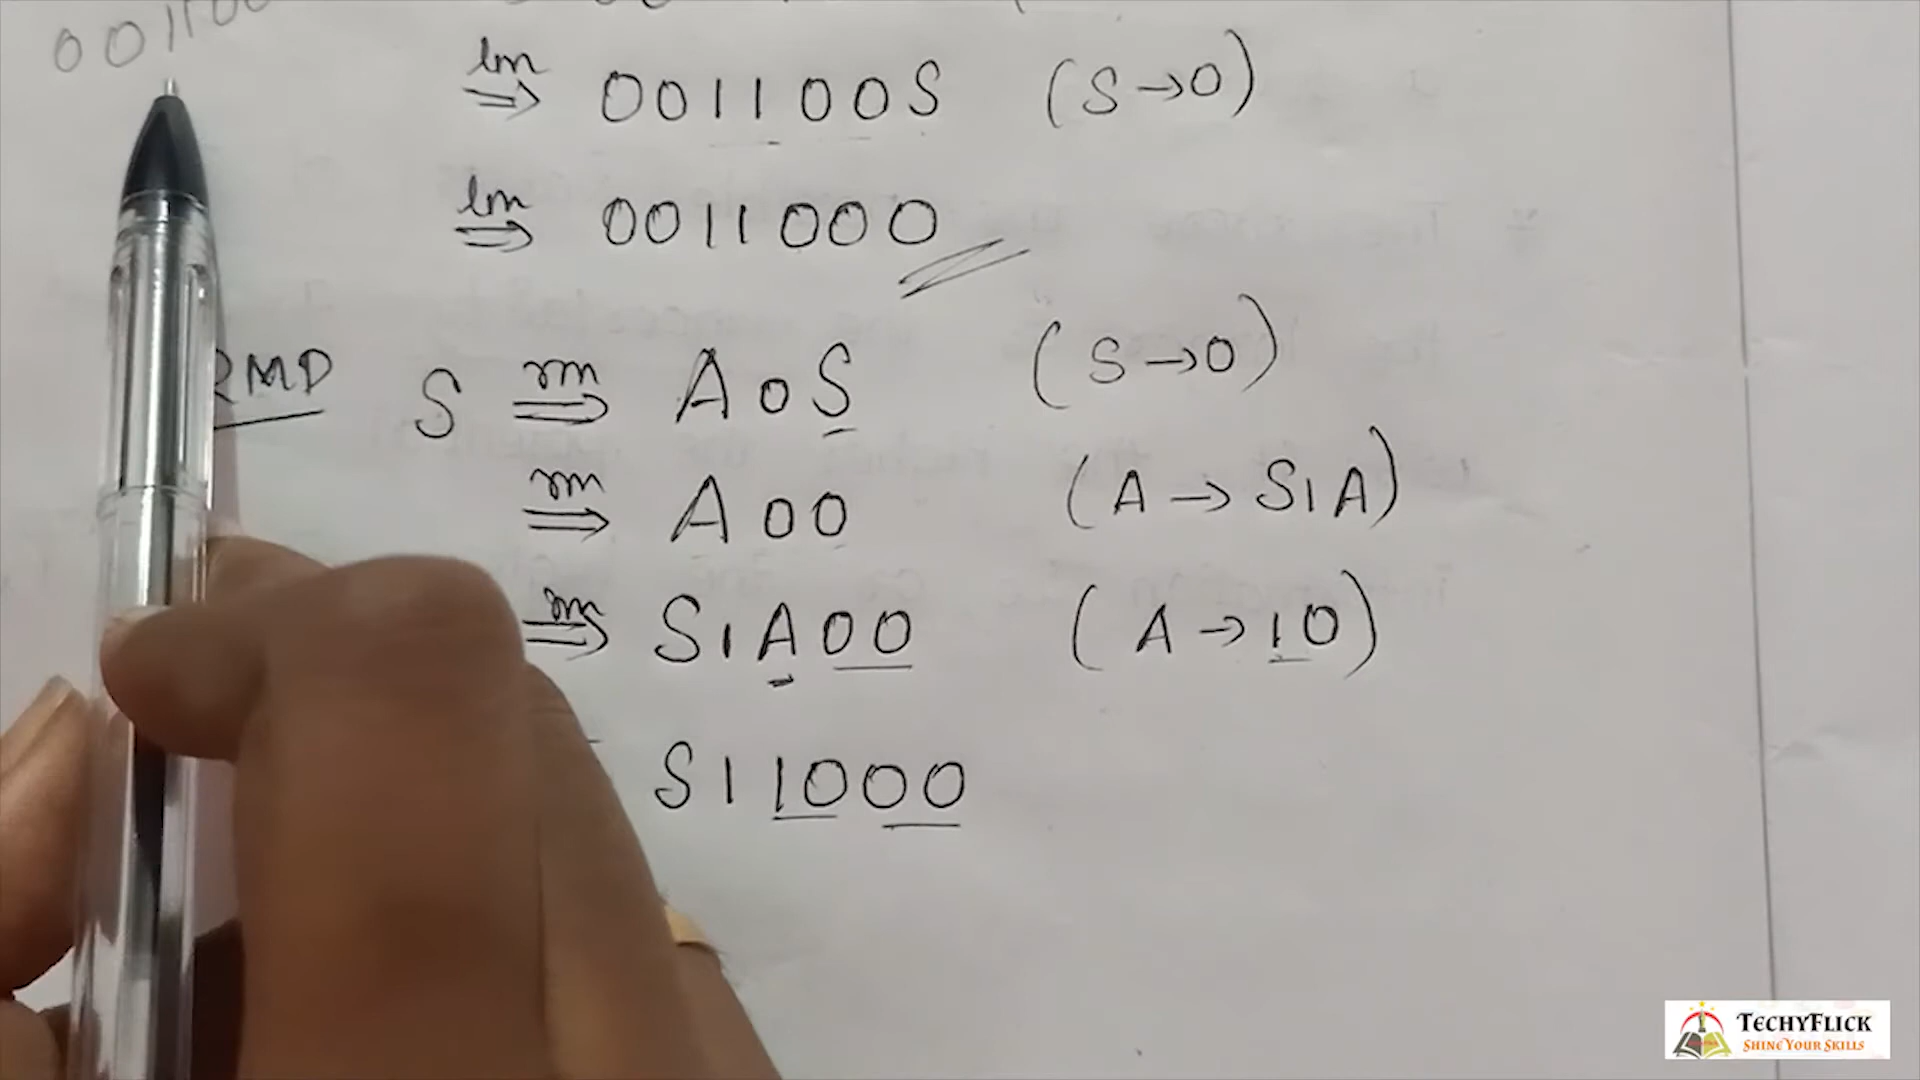 001100
lm ⇒ 001100S (S→0)
lm ⇒ 0011000
RMD S rm ⇒ A0S (S→0)
rm ⇒ A00 (A→S1A)
rm ⇒ S1A00 (A→10)
S11000
TECHYFLICK
SHINE YOUR SKILLS